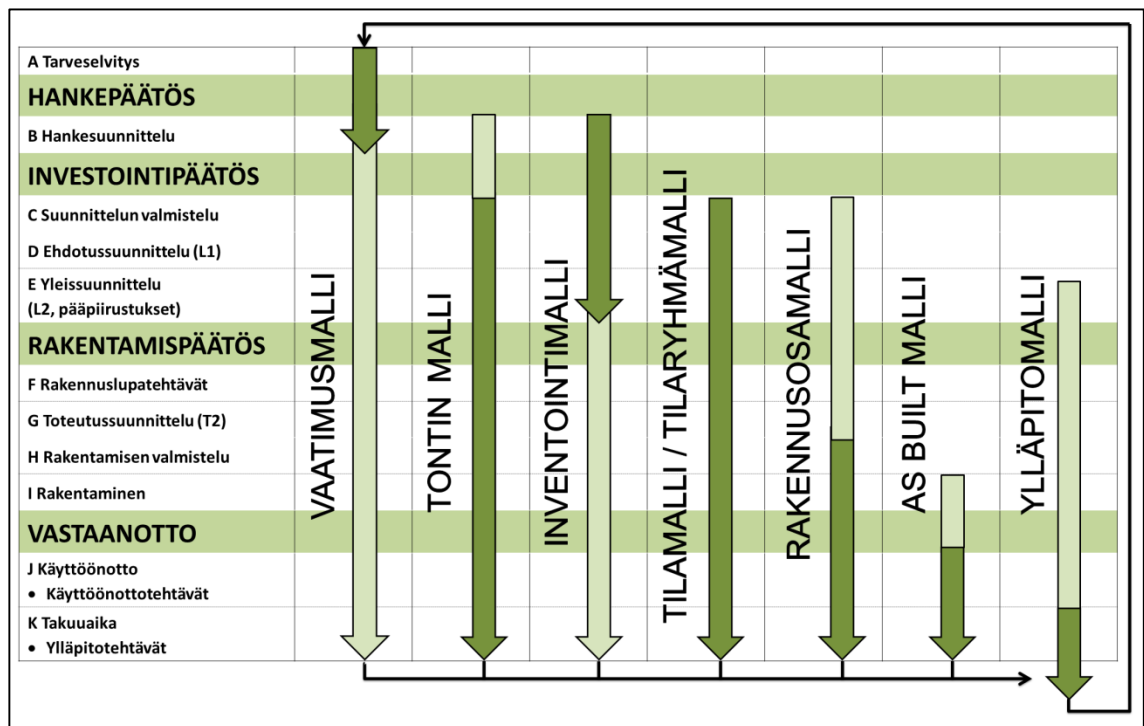 A Tarveselvitys
HANKEPÄÄTÖS
B Hankesuunnittelu
INVESTOINTIPÄÄTÖS
C Suunnittelun valmistelu
D Ehdotussuunnittelu (L1)
E Yleissuunnittelu
(L2, pääpiirustukset)
RAKENTAMISPÄÄTÖS
F Rakennuslupatehtävät
G Toteutussuunnittelu (T2)
H Rakentamisen valmistelu
I Rakentaminen
VASTAANOTTO
J Käyttöönotto
• Käyttöönottotehtävät
K Takuuaika
• Ylläpitotehtävät
VAATIMUSMALLI
TONTIN MALLI
INVENTOINTIMALLI
TILAMALLI / TILARYHMÄMALLI
RAKENNUSOSAMALLI
AS BUILT MALLI
YLLÄPITOMALLI